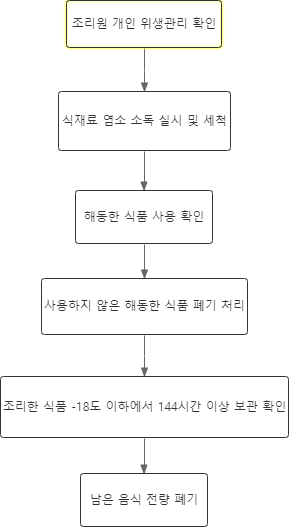 조리원 개인 위생관리 확인
식재료 염소 소독 실시 및 세척
해동한 식품 사용 확인
사용하지 않은 해동한 식품 폐기 처리
조리한 식품 -18도 이하에서 144시간 이상 보관 확인
남은 음식 전량 폐기